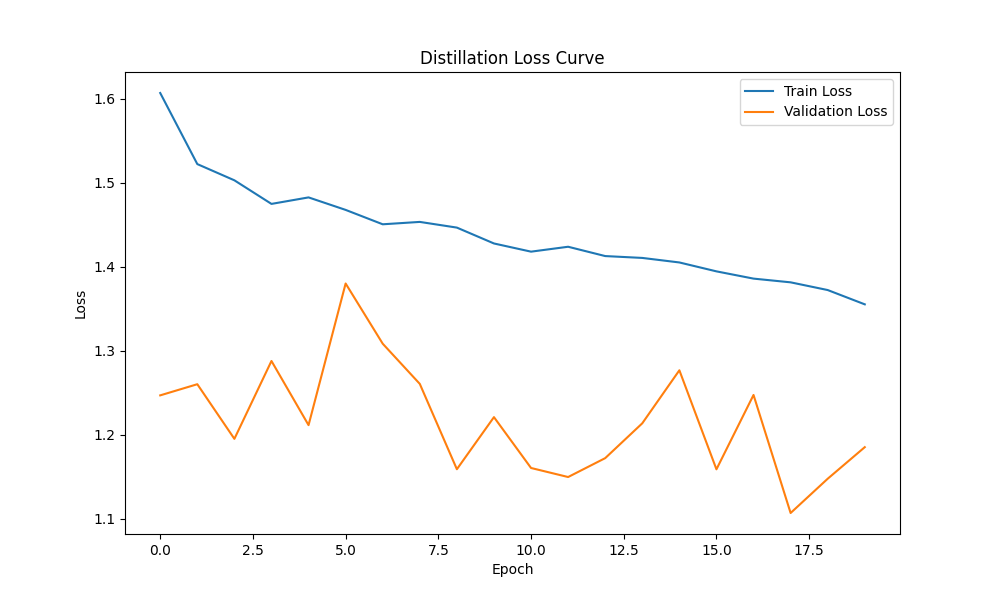 Distillation Loss Curve
Train Loss
Validation Loss
Loss
1.6
1.5
1.4
1.3
1.2
1.1
0.0 2.5 5.0 7.5 10.0 12.5 15.0 17.5
Epoch